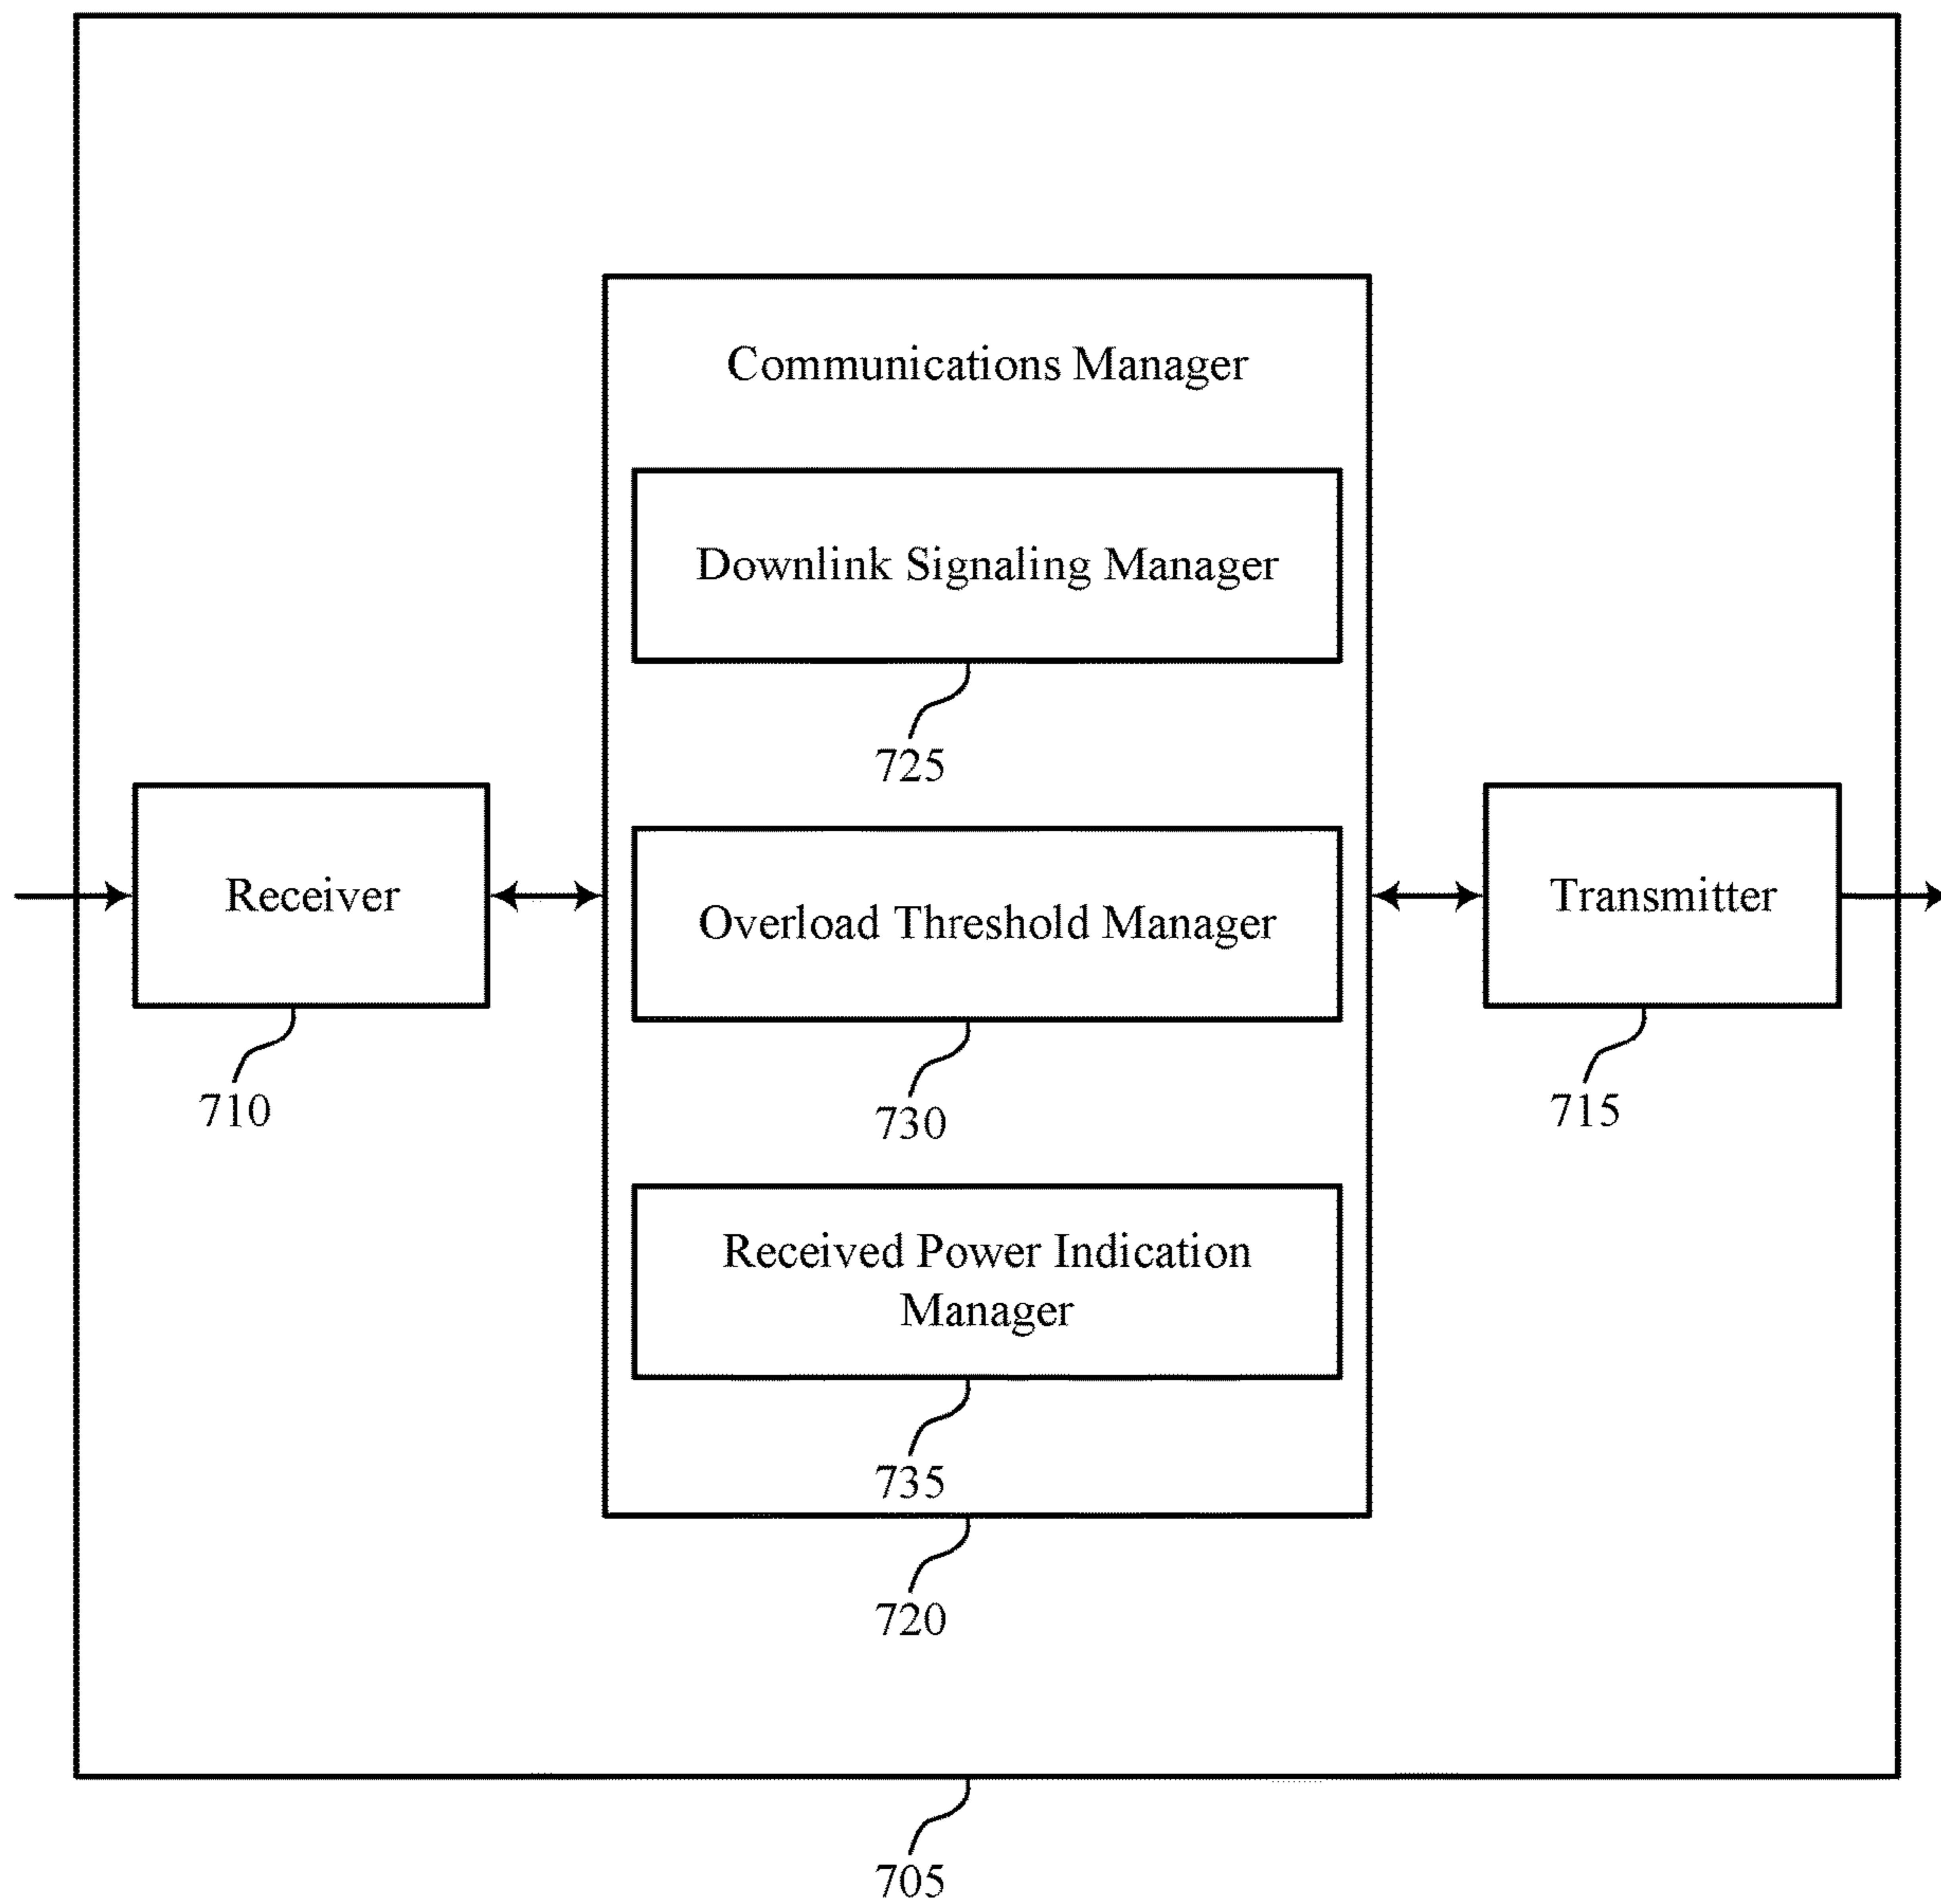 Communications Manager
Downlink Signaling Manager
725
Receiver
710
Overload Threshold Manager
730
Transmitter
715
Received Power Indication
Manager
735
720
705